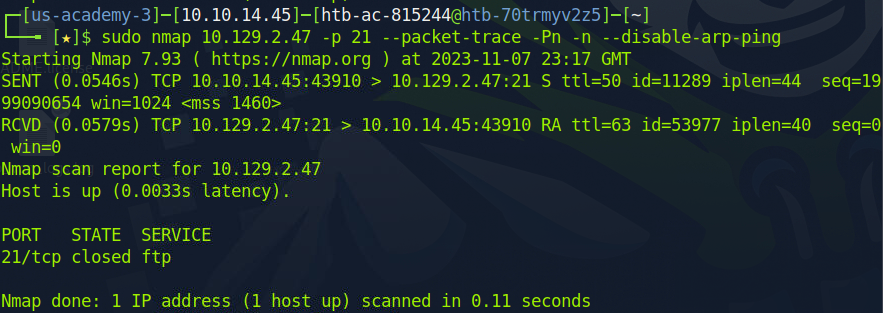 ┌─[us-academy-3]─[10.10.14.45]─[htb-ac-815244@htb-70trmyv2z5]─[~]
└──╼ [★]$ sudo nmap 10.129.2.47 -p 21 --packet-trace -Pn -n --disable-arp-ping
Starting Nmap 7.93 ( https://nmap.org ) at 2023-11-07 23:17 GMT
SENT (0.0546s) TCP 10.10.14.45:43910 > 10.129.2.47:21 S ttl=50 id=11289 iplen=44  seq=19
99090654 win=1024 <mss 1460>
RCVD (0.0579s) TCP 10.129.2.47:21 > 10.10.14.45:43910 RA ttl=63 id=53977 iplen=40  seq=0
 win=0
Nmap scan report for 10.129.2.47
Host is up (0.0033s latency).

PORT   STATE  SERVICE
21/tcp closed ftp

Nmap done: 1 IP address (1 host up) scanned in 0.11 seconds